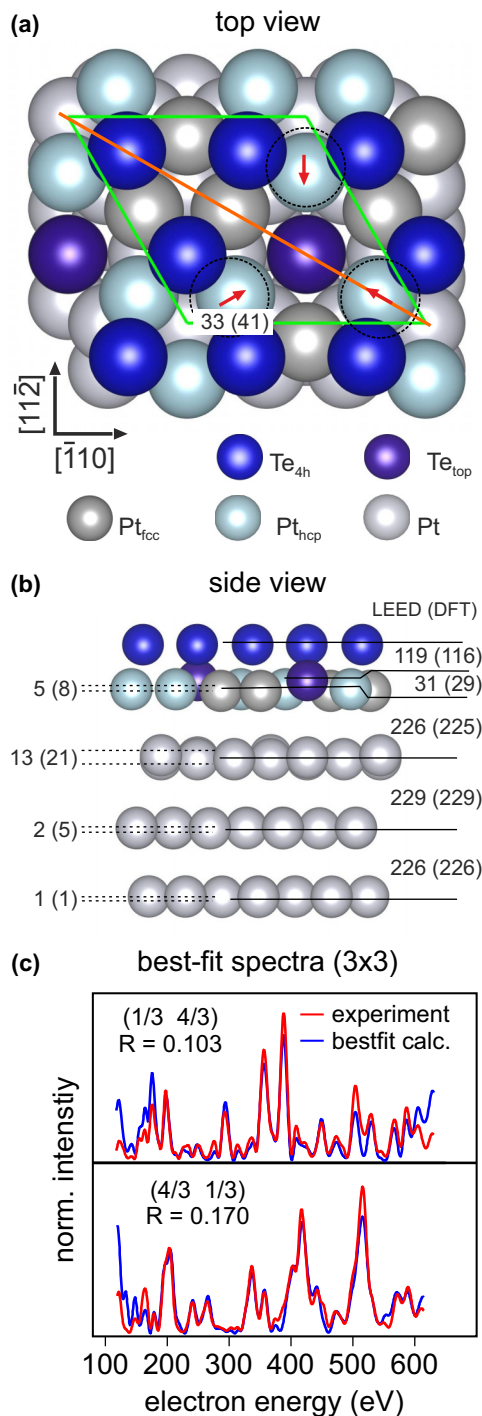 (a) top view
33 (41)
[112̄]
[1̄10]
Te4h
Tetop
Ptfcc
Pthcp
Pt
(b) side view
LEED (DFT)
119 (116)
5 (8)
31 (29)
226 (225)
13 (21)
229 (229)
2 (5)
226 (226)
1 (1)
(c) best-fit spectra (3x3)
(1/3 4/3)
R = 0.103
experiment
bestfit calc.
(4/3 1/3)
R = 0.170
norm. intenstiy
100 200 300 400 500 600
electron energy (eV)